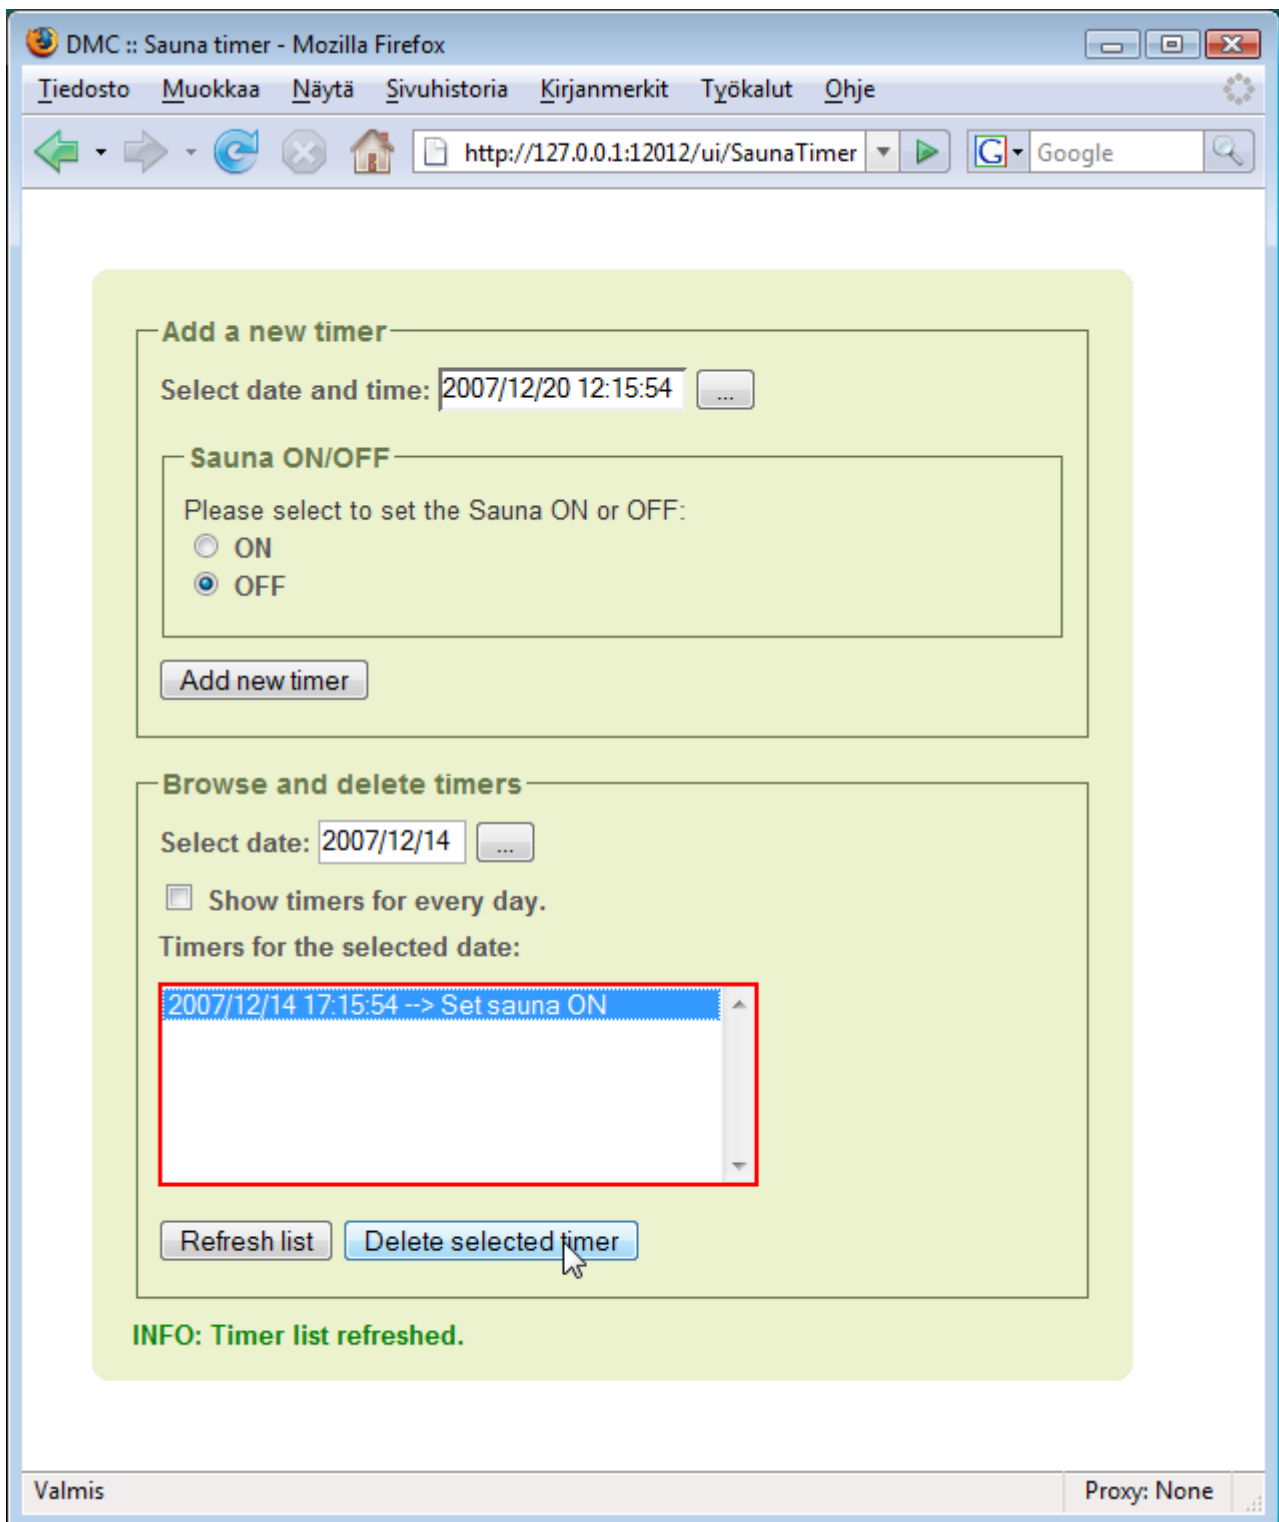 DMC :: Sauna timer - Mozilla Firefox
Tiedosto Muokkaa Näytä Sivuhistoria Kirjanmerkit Työkalut Ohje
http://127.0.0.1:12012/ui/SaunaTimer G Google
Add a new timer
Select date and time: 2007/12/20 12:15:54 ...
Sauna ON/OFF
Please select to set the Sauna ON or OFF:
ON
OFF
Add new timer
Browse and delete timers
Select date: 2007/12/14 ...
Show timers for every day.
Timers for the selected date:
2007/12/14 17:15:54 --> Set sauna ON
Refresh list Delete selected timer
INFO: Timer list refreshed.
Valmis Proxy: None